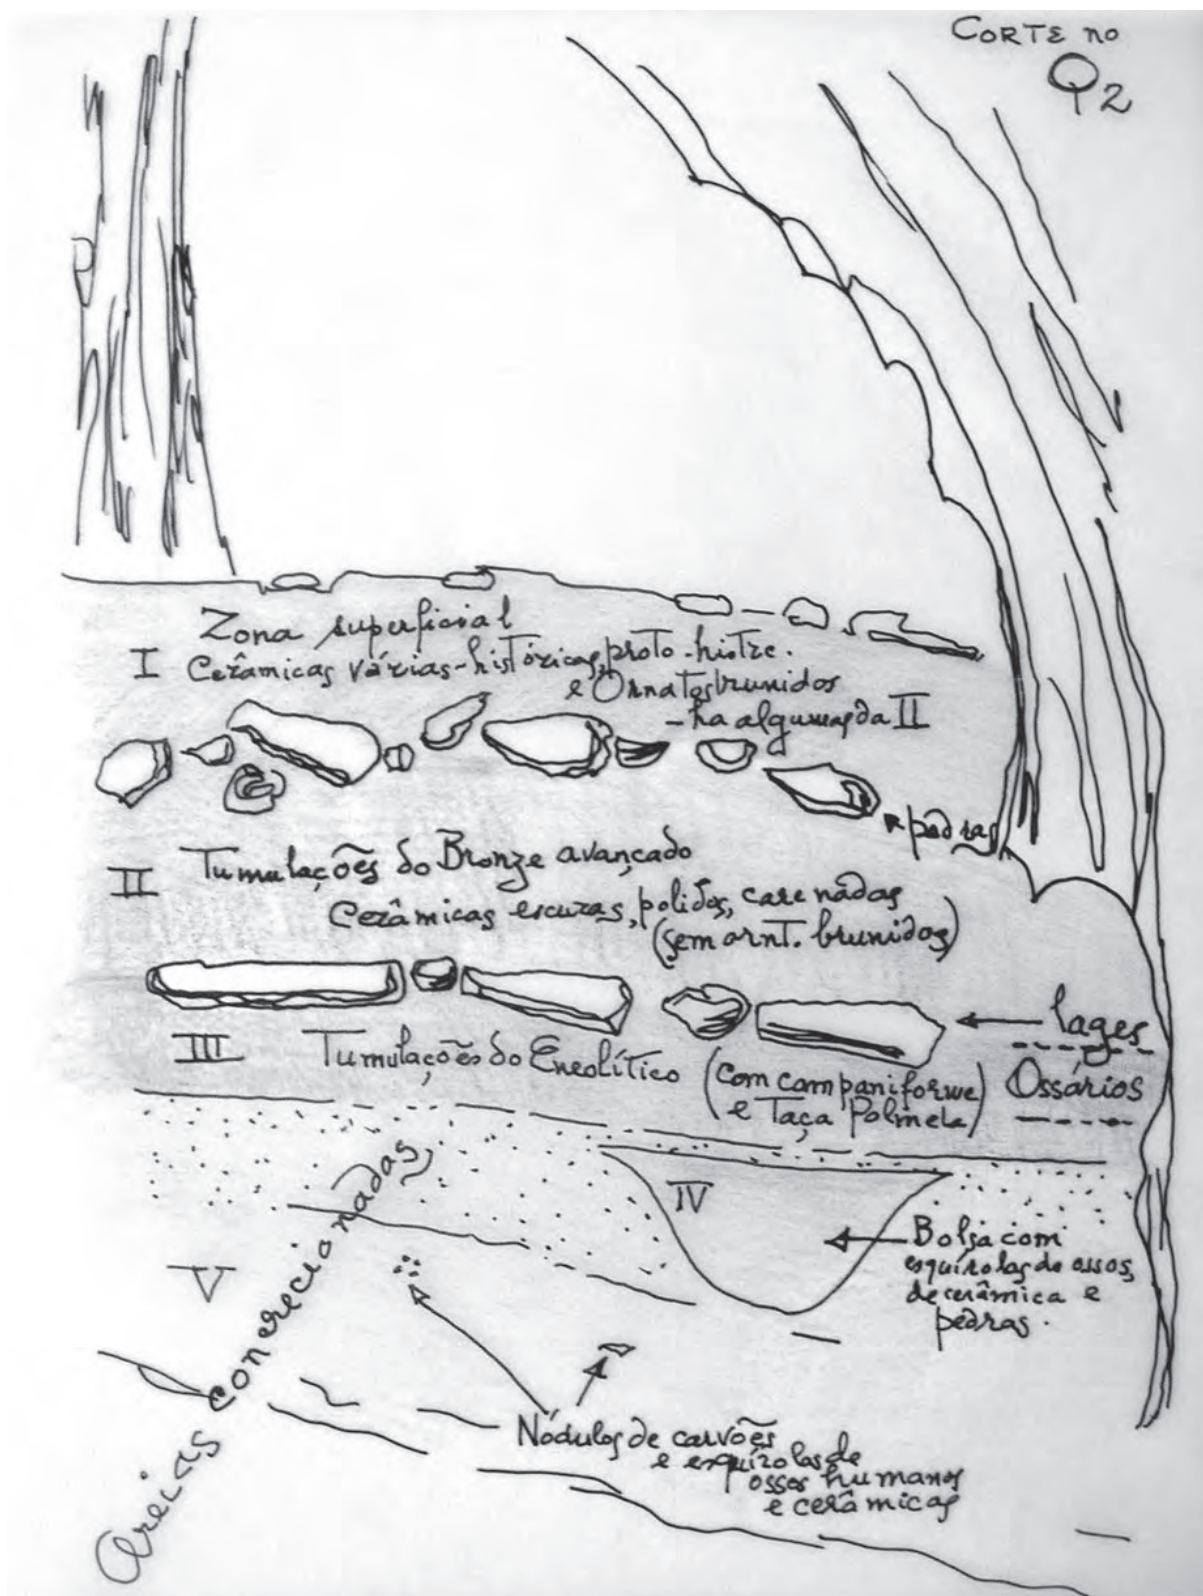 CORTE no
Q2
Zona superficial
I Cerâmicas várias-históricas, proto-histre.
e Ornatos brunidos
- ha algumas da II
pedras
II Tumulações do Bronze avançado
Cerâmicas escuras, polidas, carenadas
(sem ornt. brunidos)
lages
III Tumulações do Eneolítico (com campaniforme
e Taça Palmela)
Ossários
IV
Bolsa com
esquírolas de ossos,
de cerâmica e
pedras.
V
Areias concrecionadas
Nódulos de carvões
e esquírolas de
ossos humanos
e cerâmicas